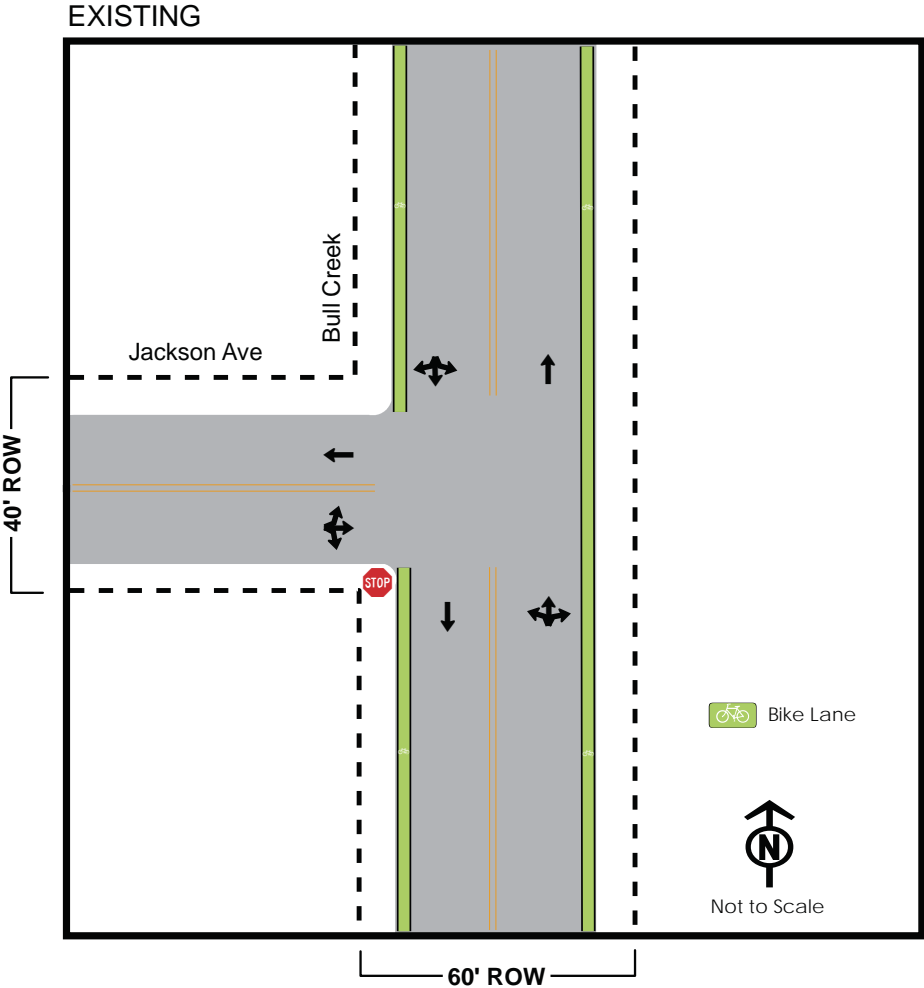 EXISTING
Bull Creek
Jackson Ave
40' ROW
STOP
Bike Lane
N
Not to Scale
60' ROW